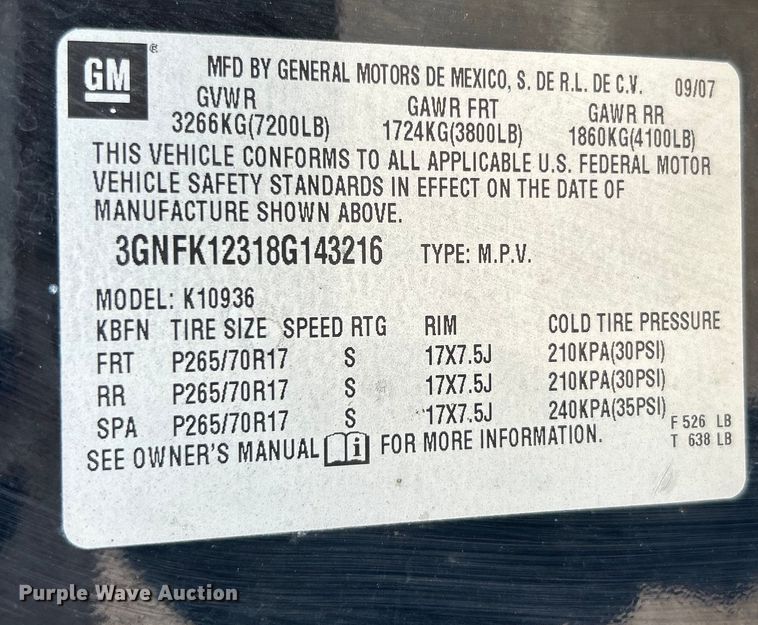 GM ®
MFD BY GENERAL MOTORS DE MEXICO, S. DE R.L. DE C.V. 09/07
GVWR GAWR FRT GAWR RR
3266KG(7200LB) 1724KG(3800LB) 1860KG(4100LB)
THIS VEHICLE CONFORMS TO ALL APPLICABLE U.S. FEDERAL MOTOR
VEHICLE SAFETY STANDARDS IN EFFECT ON THE DATE OF
MANUFACTURE SHOWN ABOVE.
3GNFK12318G143216 TYPE: M.P.V.
MODEL: K10936
KBFN TIRE SIZE SPEED RTG RIM COLD TIRE PRESSURE
FRT P265/70R17 S 17X7.5J 210KPA(30PSI)
RR P265/70R17 S 17X7.5J 210KPA(30PSI)
SPA P265/70R17 S 17X7.5J 240KPA(35PSI)
F 526 LB
T 638 LB
SEE OWNER'S MANUAL i FOR MORE INFORMATION.
Purple Wave Auction